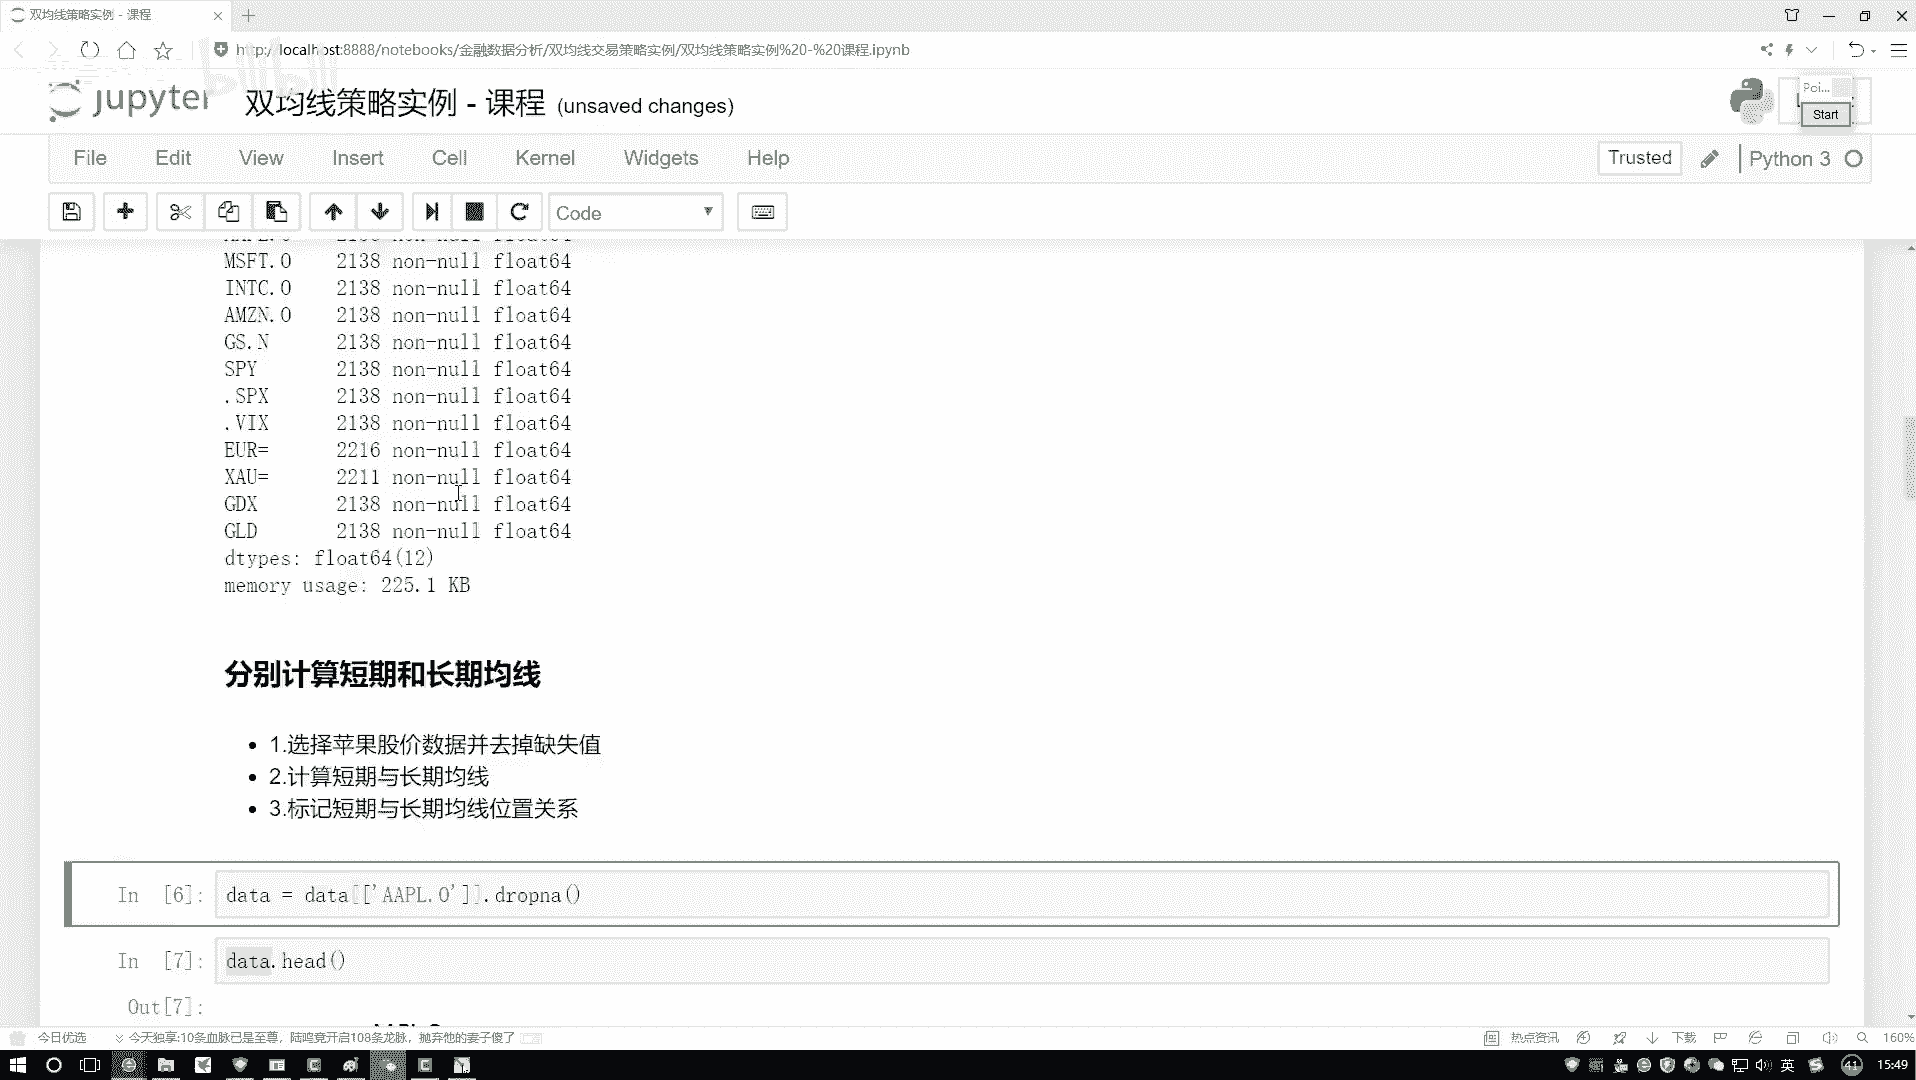 双均线策略实例 - 课程
http://localhost:8888/notebooks/金融数据分析/双均线交易策略实例/双均线策略实例%20-%20课程.ipynb
jupyter 双均线策略实例 - 课程 (unsaved changes)
Poi...
Start
File Edit View Insert Cell Kernel Widgets Help
Trusted Python 3
Code
MSFT.O 2138 non-null float64
INTC.O 2138 non-null float64
AMZN.O 2138 non-null float64
GS.N 2138 non-null float64
SPY 2138 non-null float64
.SPX 2138 non-null float64
.VIX 2138 non-null float64
EUR= 2216 non-null float64
XAU= 2211 non-null float64
GDX 2138 non-null float64
GLD 2138 non-null float64
dtypes: float64(12)
memory usage: 225.1 KB
分别计算短期和长期均线
• 1.选择苹果股价数据并去掉缺失值
• 2.计算短期与长期均线
• 3.标记短期与长期均线位置关系
In [6]: data = data[['AAPL.O']].dropna()
In [7]: data.head()
Out[7]:
今日优选 今天独享:10条血脉已是至尊，陆鸣竟开启108条龙脉，抛弃他的妻子傻了 热点资讯 下载 160%
英 41 15:49